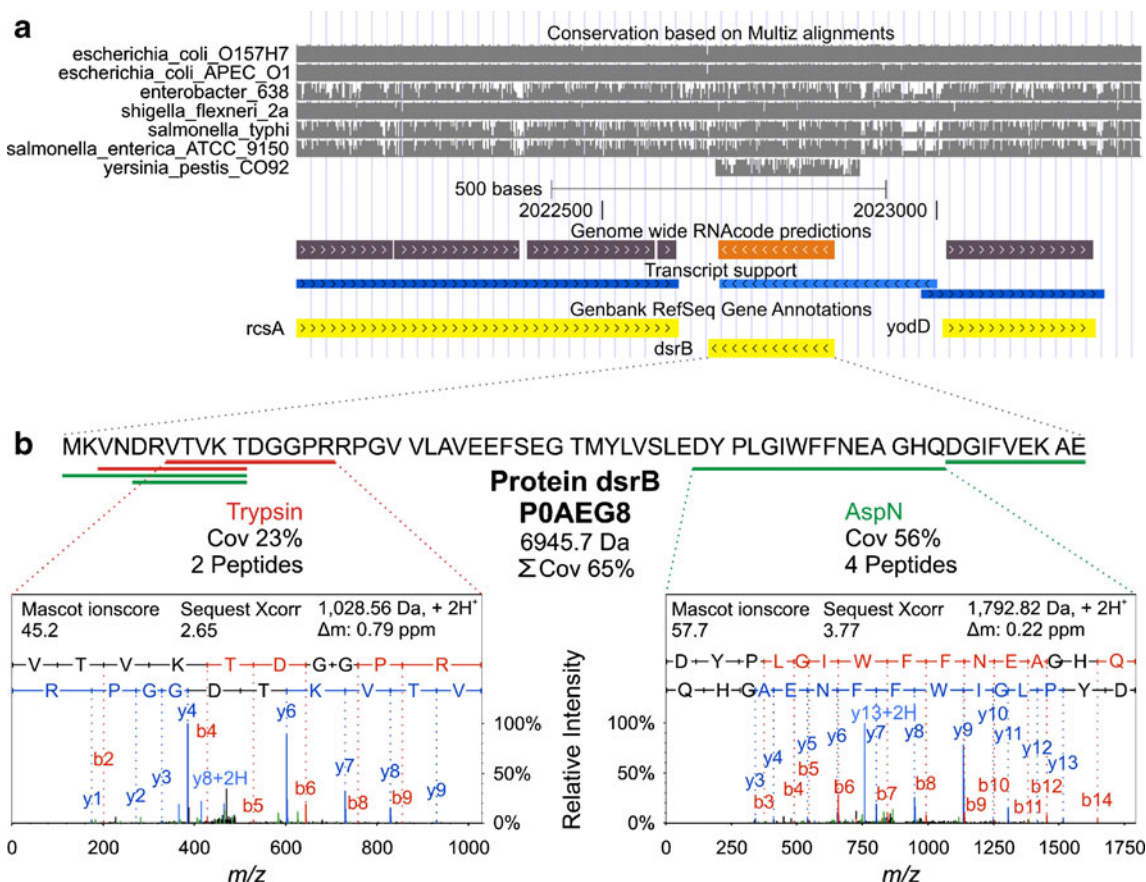 a
Conservation based on Multiz alignments
escherichia_coli_O157H7
escherichia_coli_APEC_O1
enterobacter_638
shigella_flexneri_2a
salmonella_typhi
salmonella_enterica_ATCC_9150
yersinia_pestis_CO92
500 bases
2022500 2023000
Genome wide RNAcode predictions
Transcript support
Genbank RefSeq Gene Annotations
rcsA yodD
dsrB
b
MKVNDRVTVK TDGGPRRPGV VLAVEEFSEG TMYLVSLEDY PLGIWFFNEA GHQDGIFVEK AE
Protein dsrB
P0AEG8
6945.7 Da
Σ Cov 65%
Trypsin
Cov 23%
2 Peptides
AspN
Cov 56%
4 Peptides
Mascot ionscore Sequest Xcorr 1,028.56 Da, + 2H+
45.2 2.65 Δm: 0.79 ppm
V T V K T D G G P R
R P G G D T K V T V
y4 y6
b2 b4
y3 y8+2H y7 y8
y1 y2 b5 b6 b8 b9 y9
100%
50%
0%
0 200 400 600 800 1000
m/z
Relative Intensity
Mascot ionscore Sequest Xcorr 1,792.82 Da, + 2H+
57.7 3.77 Δm: 0.22 ppm
D Y P L G I W F F N E A G H Q
Q H G A E N F F W I G L P Y D
y13+2H y10
y4 y5 y6 y7 y8 y9 y11 y12
y3 b5 y13
b3 b4 b6 b7 b8 b10 b12
b9 b11 b14
100%
50%
0%
0 250 500 750 1000 1250 1500 1750
m/z